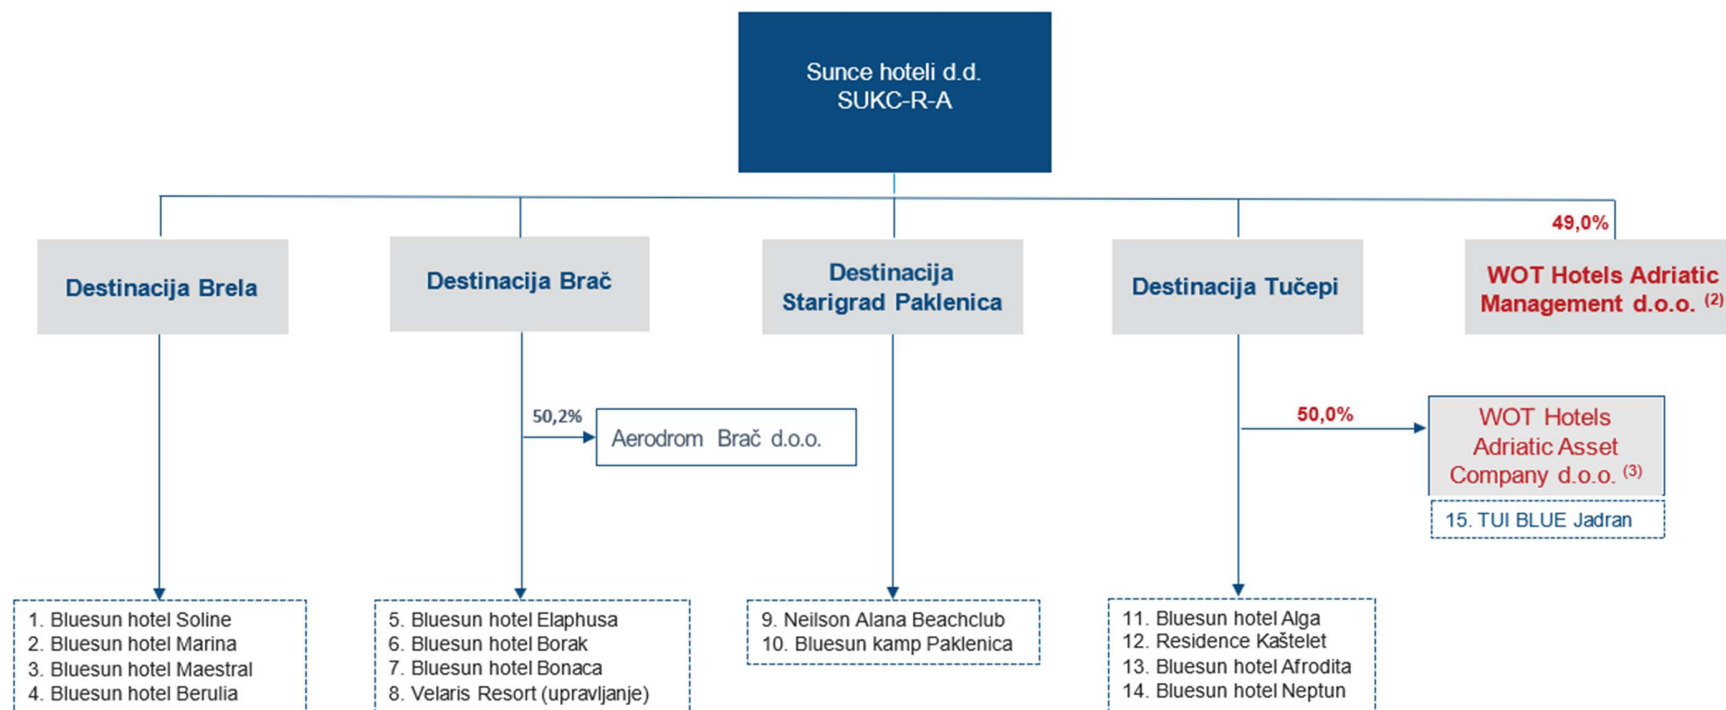 Sunce hoteli d.d.
SUKC-R-A
49,0%
Destinacija Brela
Destinacija Brač
Destinacija
Starigrad Paklenica
Destinacija Tučepi
WOT Hotels Adriatic
Management d.o.o. (2)
50,2%
Aerodrom Brač d.o.o.
50,0%
WOT Hotels
Adriatic Asset
Company d.o.o. (3)
15. TUI BLUE Jadran
1. Bluesun hotel Soline
2. Bluesun hotel Marina
3. Bluesun hotel Maestral
4. Bluesun hotel Berulia
5. Bluesun hotel Elaphusa
6. Bluesun hotel Borak
7. Bluesun hotel Bonaca
8. Velaris Resort (upravljanje)
9. Neilson Alana Beachclub
10. Bluesun kamp Paklenica
11. Bluesun hotel Alga
12. Residence Kaštelet
13. Bluesun hotel Afrodita
14. Bluesun hotel Neptun